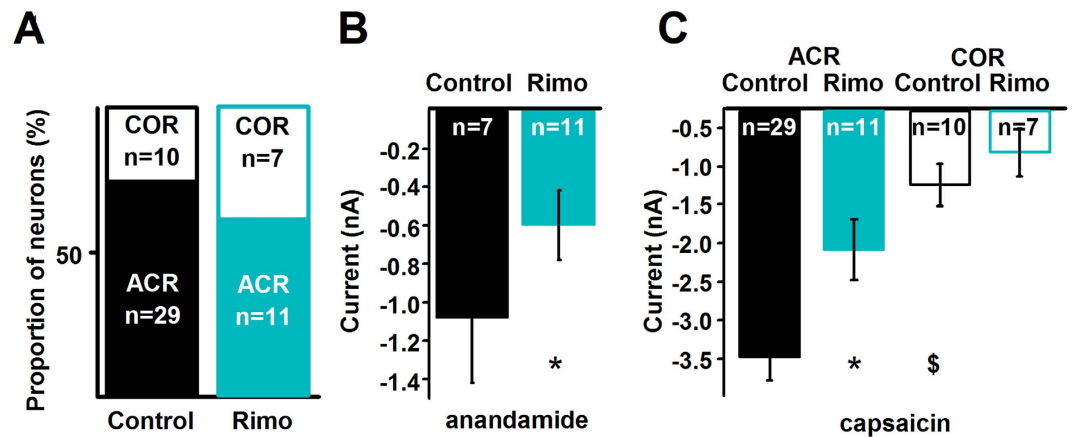 A
Proportion of neurons (%)
50
COR
n=10
COR
n=7
ACR
n=29
ACR
n=11
Control
Rimo
B
Control
Rimo
n=7
n=11
Current (nA)
-0.2
-0.4
-0.6
-0.8
-1.0
-1.2
-1.4
*
anandamide
C
ACR
COR
Control
Rimo
Control
Rimo
n=29
n=11
n=10
n=7
Current (nA)
-0.5
-1.0
-1.5
-2.0
-2.5
-3.0
-3.5
*
$
capsaicin